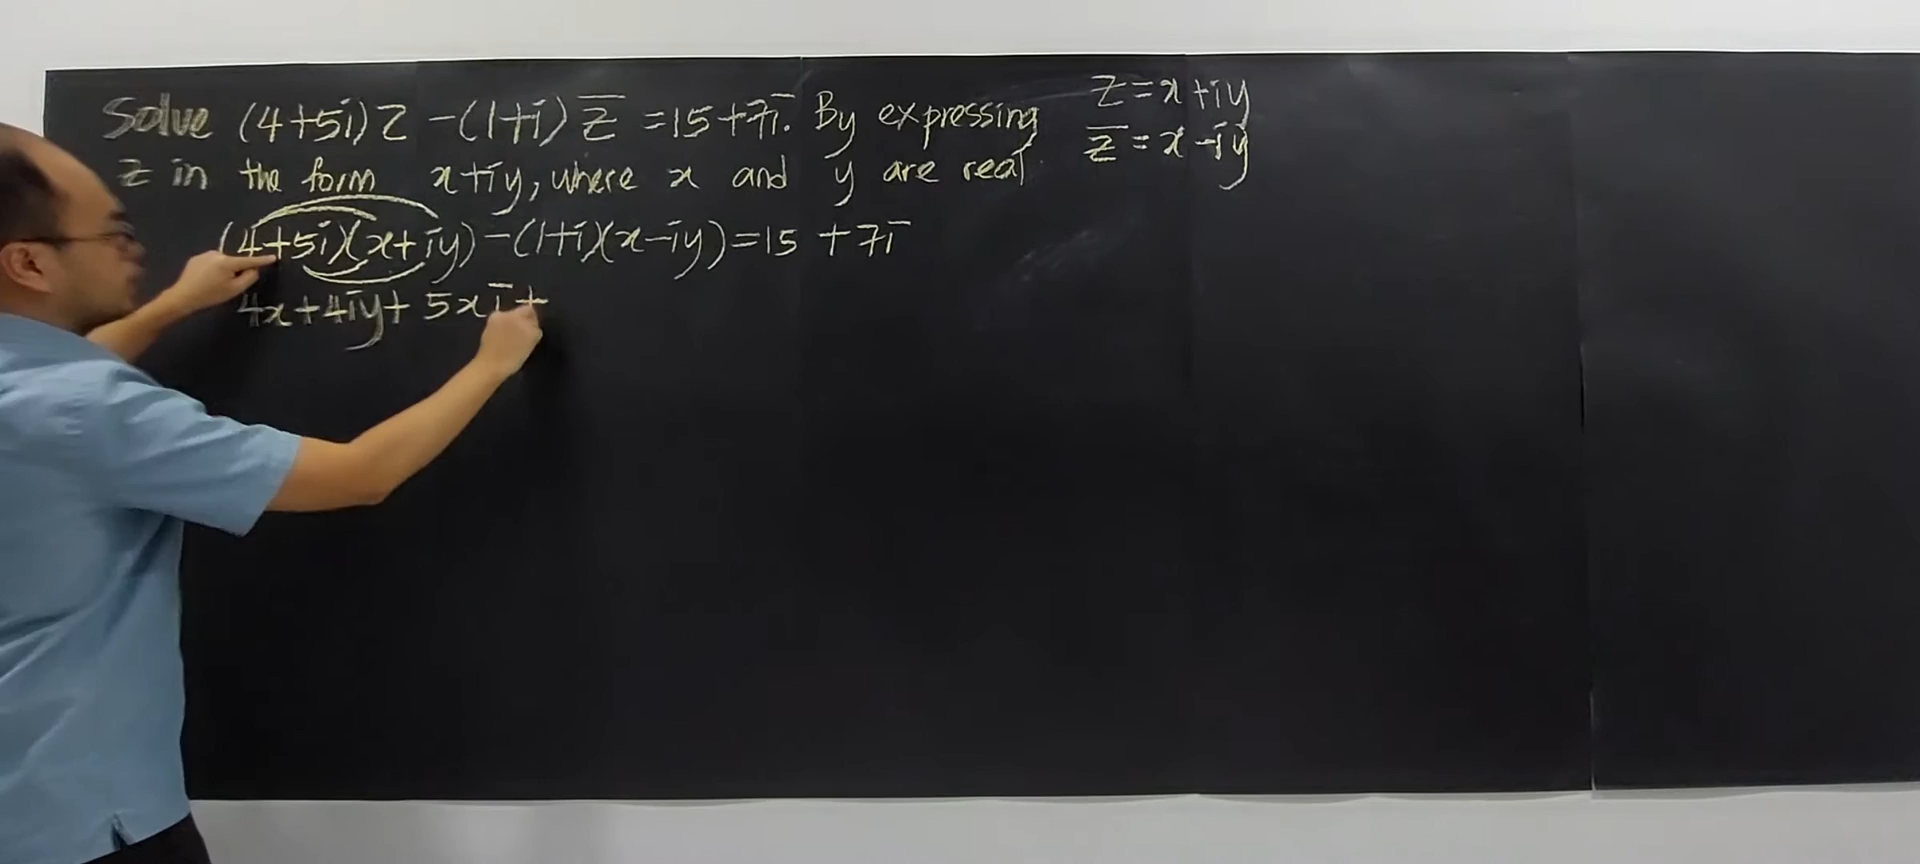 Solve (4+5i)z -(1+i) z̅ =15+7i. By expressing
z in the form x+iy, where x and y are real
(4+5i)(x+iy)-(1+i)(x-iy)=15+7i
4x+4iy+5xi+
z=x+iy
z̅=x-iy